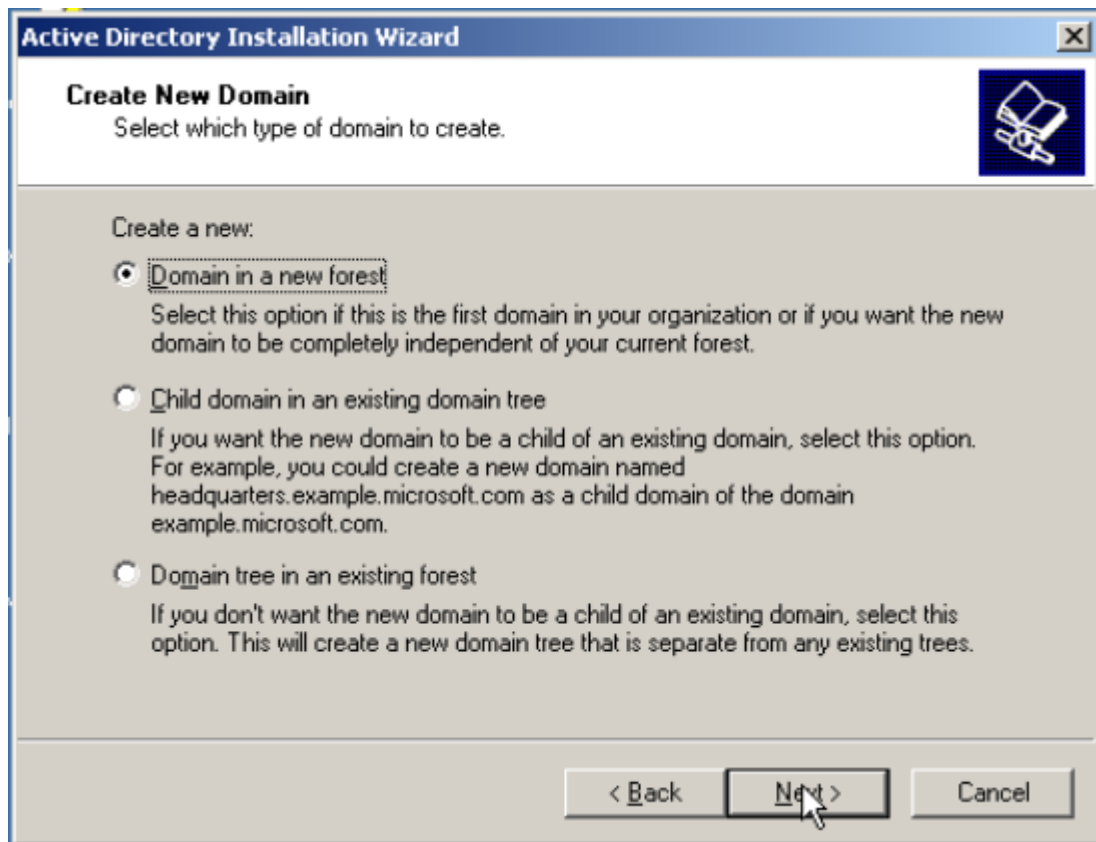 Active Directory Installation Wizard
Create New Domain
Select which type of domain to create.
Create a new:
Domain in a new forest
Select this option if this is the first domain in your organization or if you want the new
domain to be completely independent of your current forest.
Child domain in an existing domain tree
If you want the new domain to be a child of an existing domain, select this option.
For example, you could create a new domain named
headquarters.example.microsoft.com as a child domain of the domain
example.microsoft.com.
Domain tree in an existing forest
If you don't want the new domain to be a child of an existing domain, select this
option. This will create a new domain tree that is separate from any existing trees.
< Back Next > Cancel